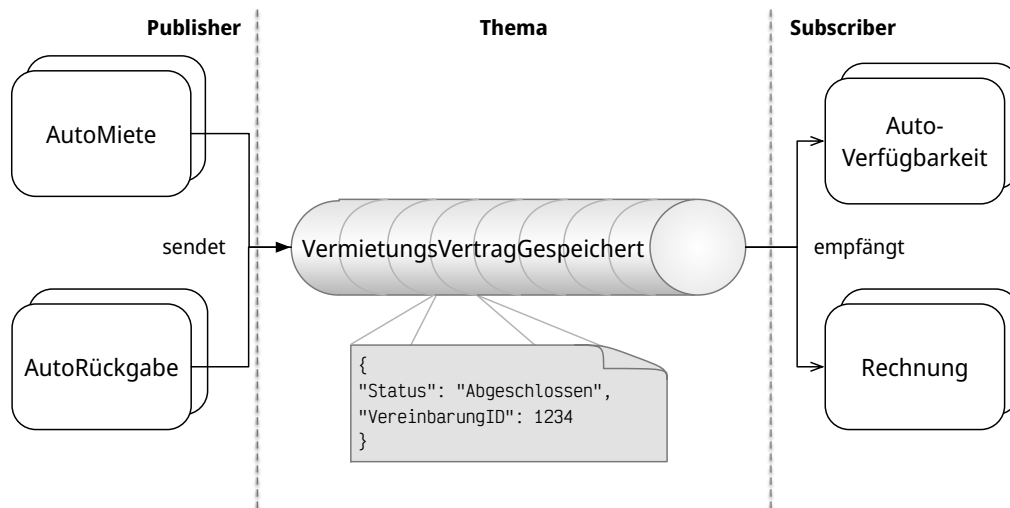 Publisher
Thema
Subscriber
AutoMiete
Auto-
Verfügbarkeit
sendet
VermietungsVertragGespeichert
empfängt
AutoRückgabe
{
"Status": "Abgeschlossen",
"VereinbarungID": 1234
}
Rechnung